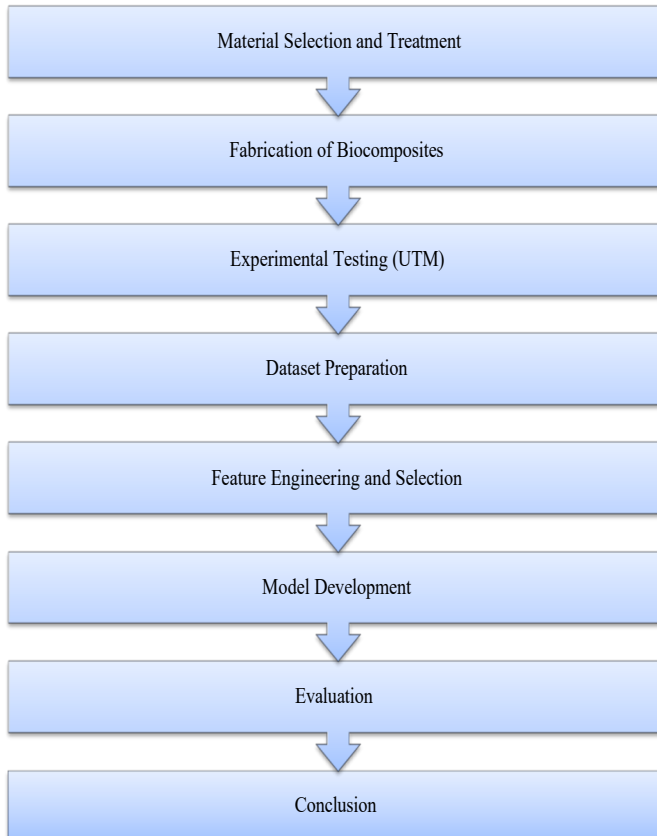 Material Selection and Treatment
Fabrication of Biocomposites
Experimental Testing (UTM)
Dataset Preparation
Feature Engineering and Selection
Model Development
Evaluation
Conclusion